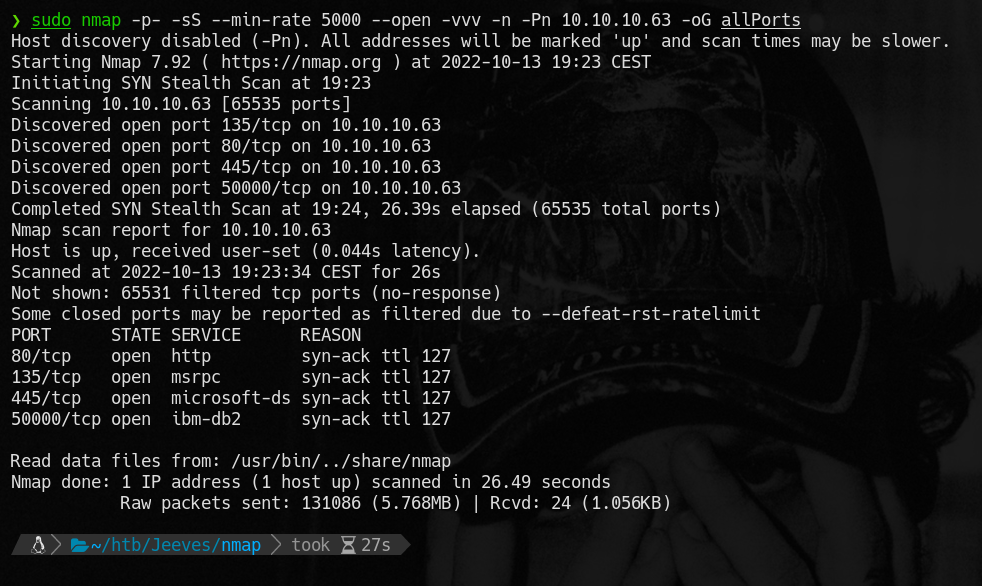 ❯ sudo nmap -p- -sS --min-rate 5000 --open -vvv -n -Pn 10.10.10.63 -oG allPorts
Host discovery disabled (-Pn). All addresses will be marked 'up' and scan times may be slower.
Starting Nmap 7.92 ( https://nmap.org ) at 2022-10-13 19:23 CEST
Initiating SYN Stealth Scan at 19:23
Scanning 10.10.10.63 [65535 ports]
Discovered open port 135/tcp on 10.10.10.63
Discovered open port 80/tcp on 10.10.10.63
Discovered open port 445/tcp on 10.10.10.63
Discovered open port 50000/tcp on 10.10.10.63
Completed SYN Stealth Scan at 19:24, 26.39s elapsed (65535 total ports)
Nmap scan report for 10.10.10.63
Host is up, received user-set (0.044s latency).
Scanned at 2022-10-13 19:23:34 CEST for 26s
Not shown: 65531 filtered tcp ports (no-response)
Some closed ports may be reported as filtered due to --defeat-rst-ratelimit
PORT      STATE SERVICE      REASON
80/tcp    open  http         syn-ack ttl 127
135/tcp   open  msrpc        syn-ack ttl 127
445/tcp   open  microsoft-ds syn-ack ttl 127
50000/tcp open  ibm-db2      syn-ack ttl 127
Read data files from: /usr/bin/../share/nmap
Nmap done: 1 IP address (1 host up) scanned in 26.49 seconds
           Raw packets sent: 131086 (5.768MB) | Rcvd: 24 (1.056KB)
~/htb/Jeeves/nmap took 27s